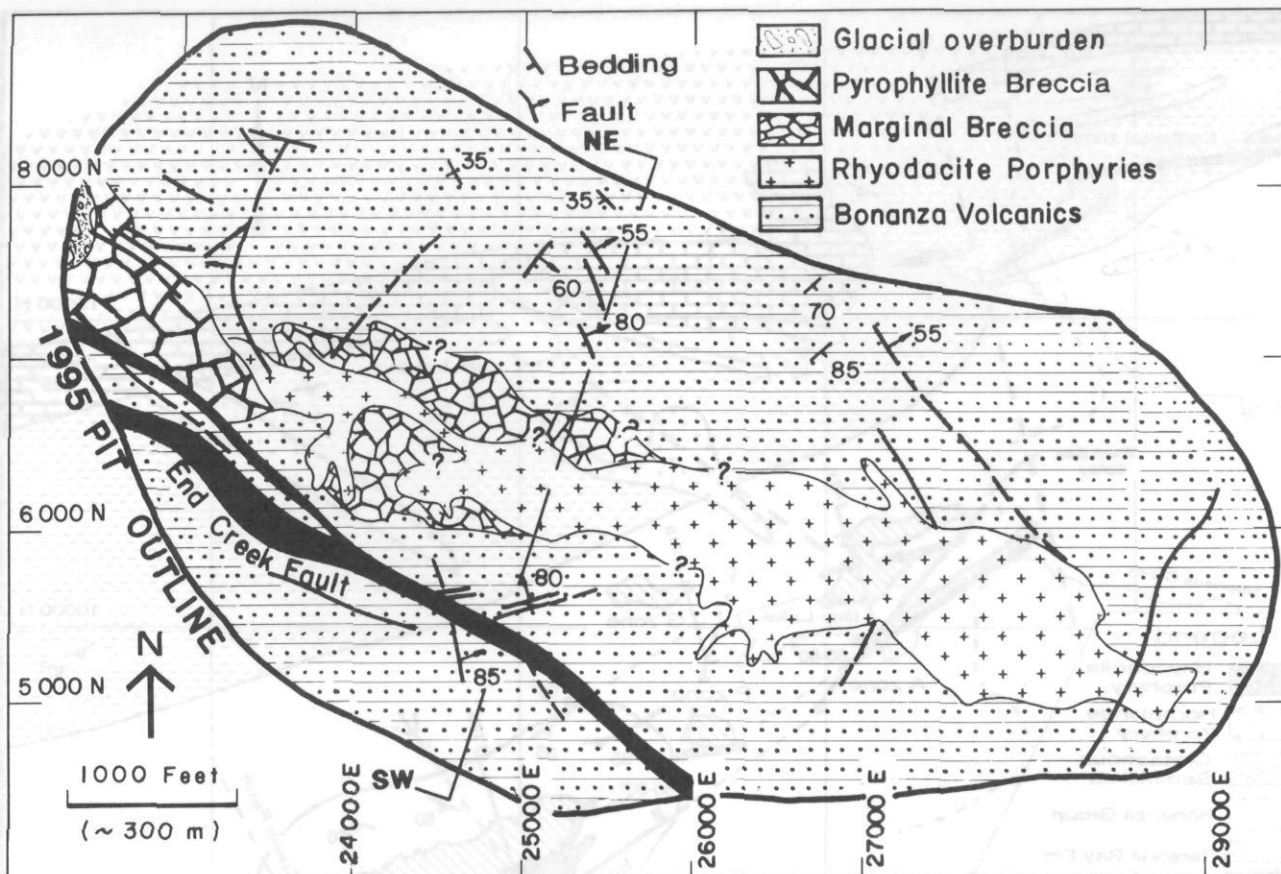 Glacial overburden
Pyrophyllite Breccia
Marginal Breccia
Rhyodacite Porphyries
Bonanza Volcanics
Bedding
Fault
NE
8 000 N
35
35
55
60
80
70
85
55
?
?
?
?
?
?
1995 PIT OUTLINE
End Creek Fault
6 000 N
80
85
5 000 N
N
SW
1000 Feet
(~ 300 m)
24000 E
25000 E
26000 E
27000 E
29000 E